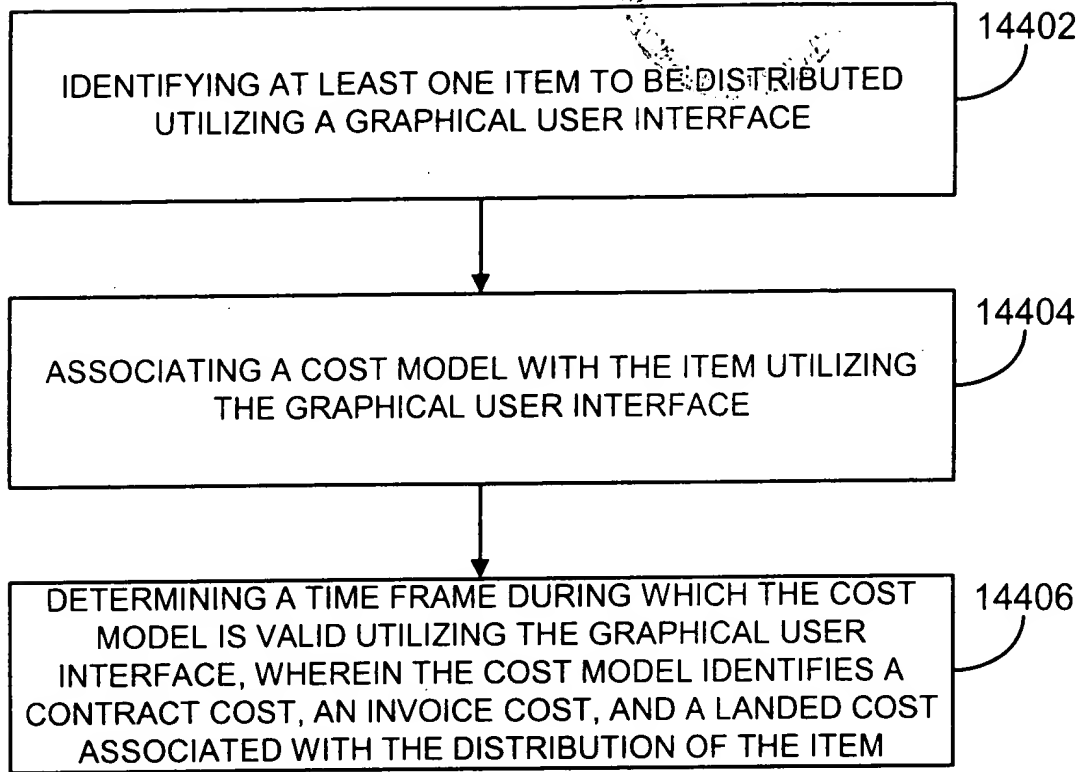 14402
IDENTIFYING AT LEAST ONE ITEM TO BE DISTRIBUTED
UTILIZING A GRAPHICAL USER INTERFACE
14404
ASSOCIATING A COST MODEL WITH THE ITEM UTILIZING
THE GRAPHICAL USER INTERFACE
14406
DETERMINING A TIME FRAME DURING WHICH THE COST
MODEL IS VALID UTILIZING THE GRAPHICAL USER
INTERFACE, WHEREIN THE COST MODEL IDENTIFIES A
CONTRACT COST, AN INVOICE COST, AND A LANDED COST
ASSOCIATED WITH THE DISTRIBUTION OF THE ITEM